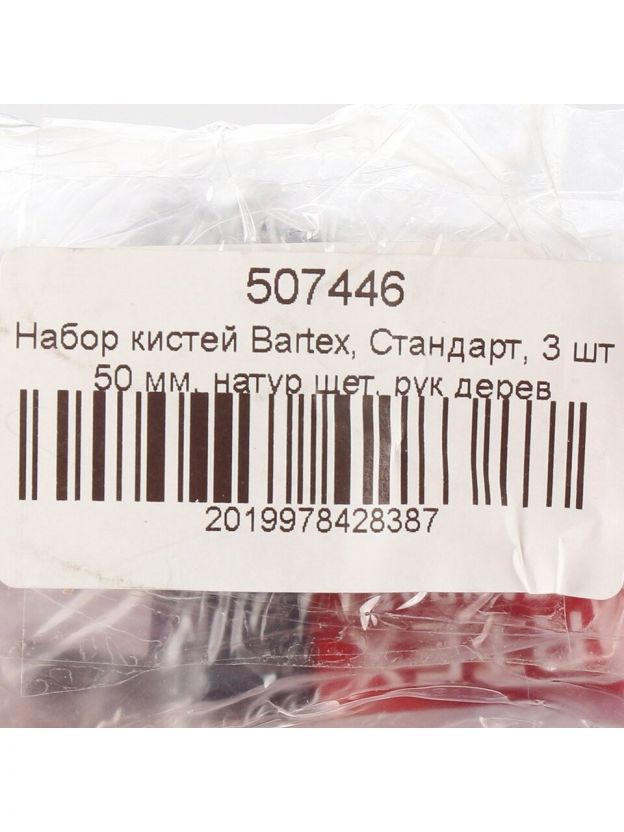 507446
Набор кистей Bartex, Стандарт, 3 шт
50 мм, натур щет, рук дерев
2019978428387